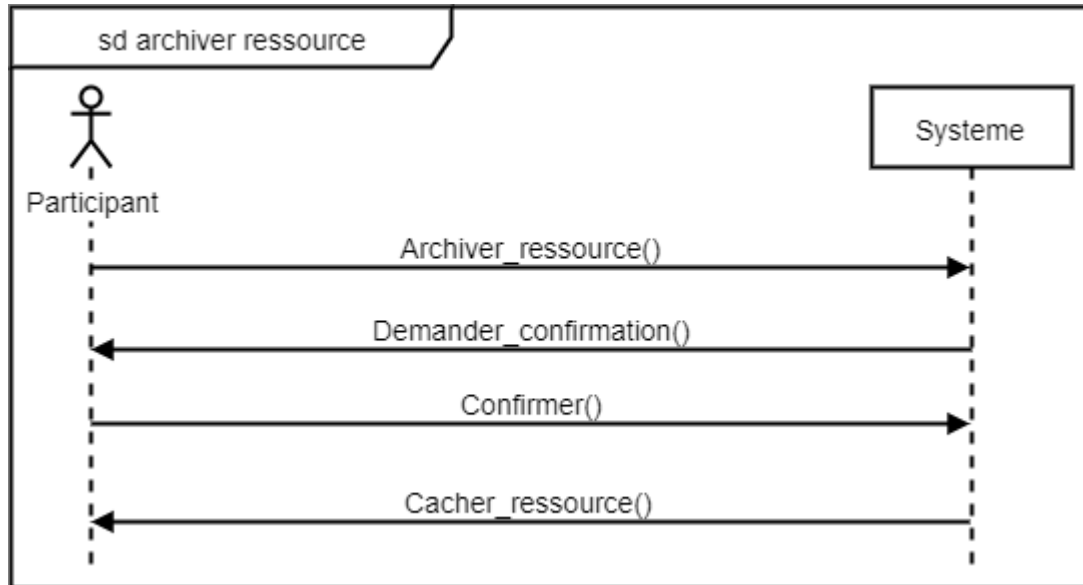 sd archiver ressource
Systeme
Participant
Archiver_ressource()
Demander_confirmation()
Confirmer()
Cacher_ressource()